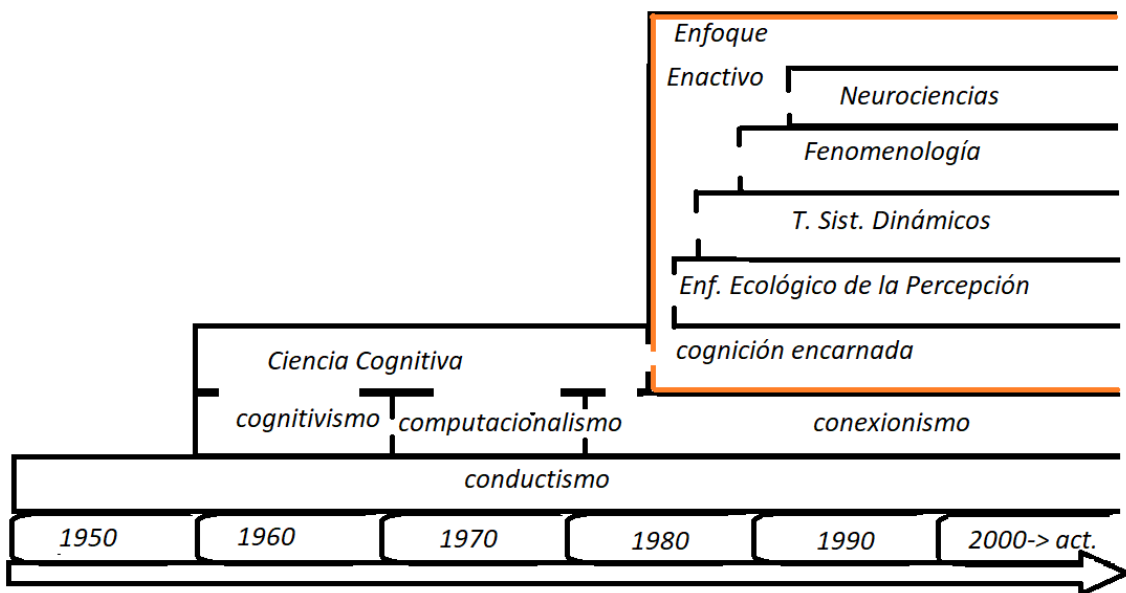 Enfoque
Enactivo
Neurociencias
Fenomenología
T. Sist. Dinámicos
Enf. Ecológico de la Percepción
Ciencia Cognitiva
cognición encarnada
cognitivismo
computacionalismo
conexionismo
conductismo
1950
1960
1970
1980
1990
2000-> act.